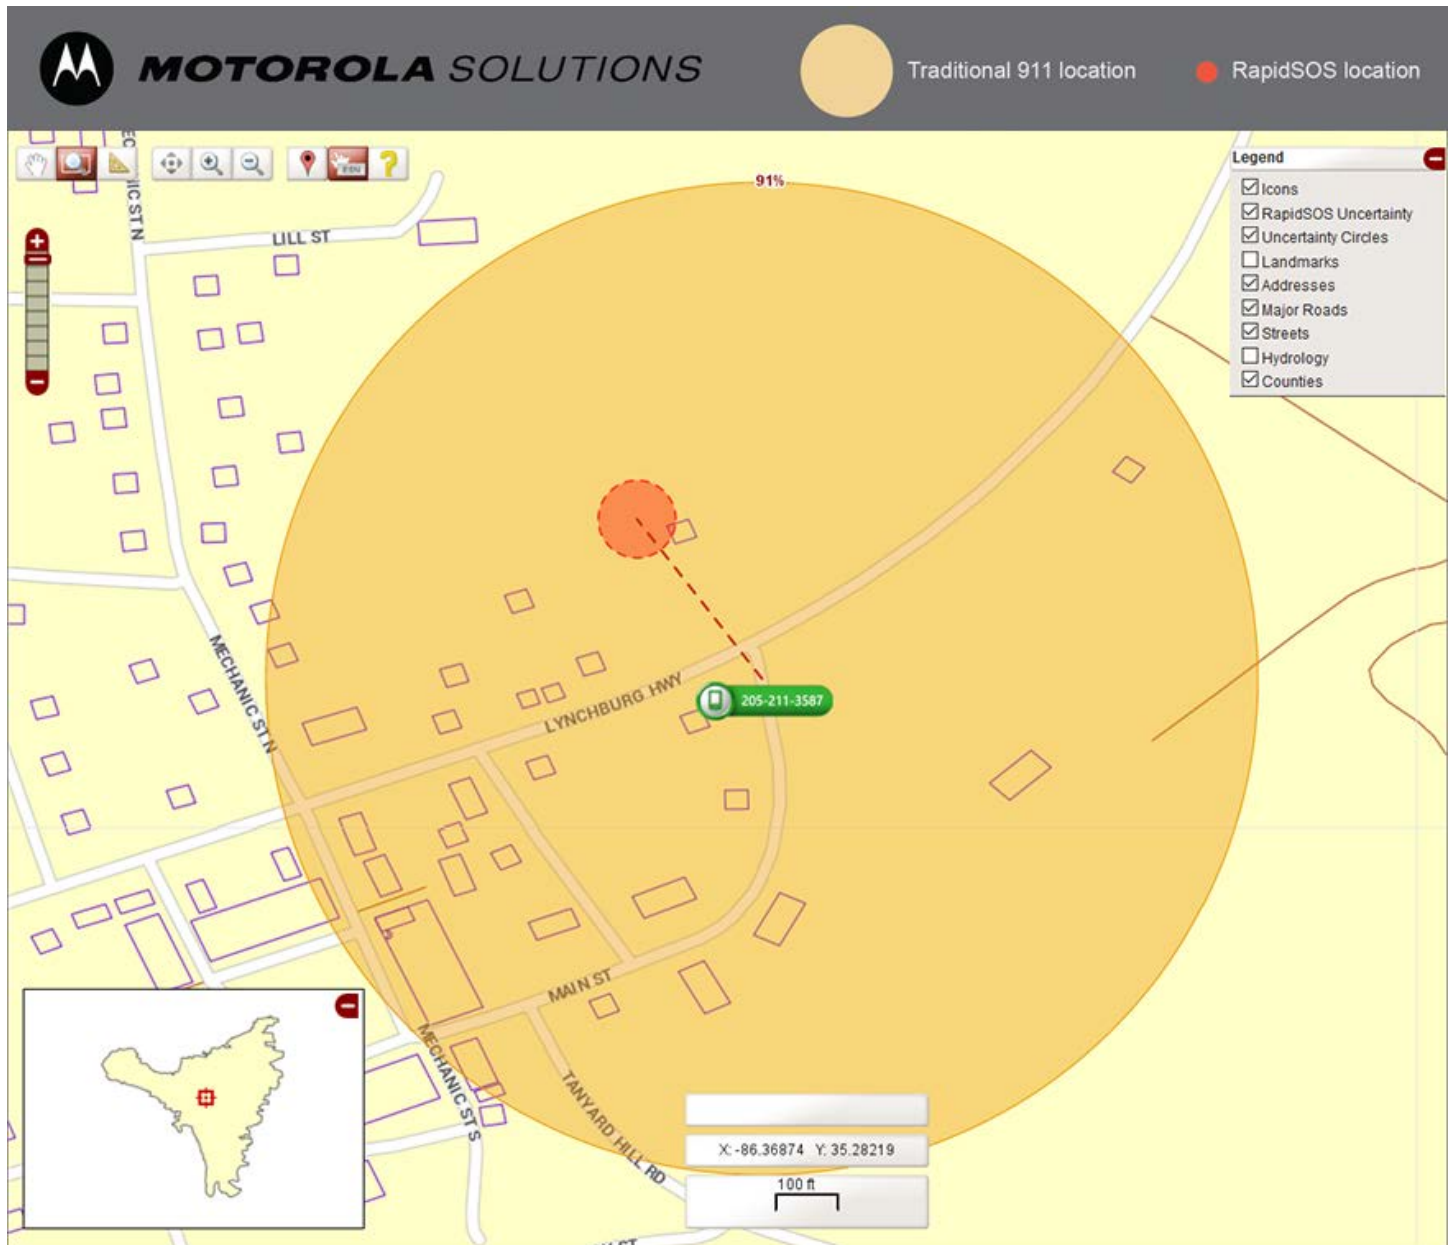 MOTOROLA SOLUTIONS
Traditional 911 location
RapidSOS location
91%
Legend
Icons
RapidSOS Uncertainty
Uncertainty Circles
Landmarks
Addresses
Major Roads
Streets
Hydrology
Counties
LILL ST
MECHANIC ST N
LYNCHBURG HWY
205-211-3587
MAIN ST
MECHANIC ST S
TANYARD HILL RD
X: -86.36874 Y: 35.28219
100 ft